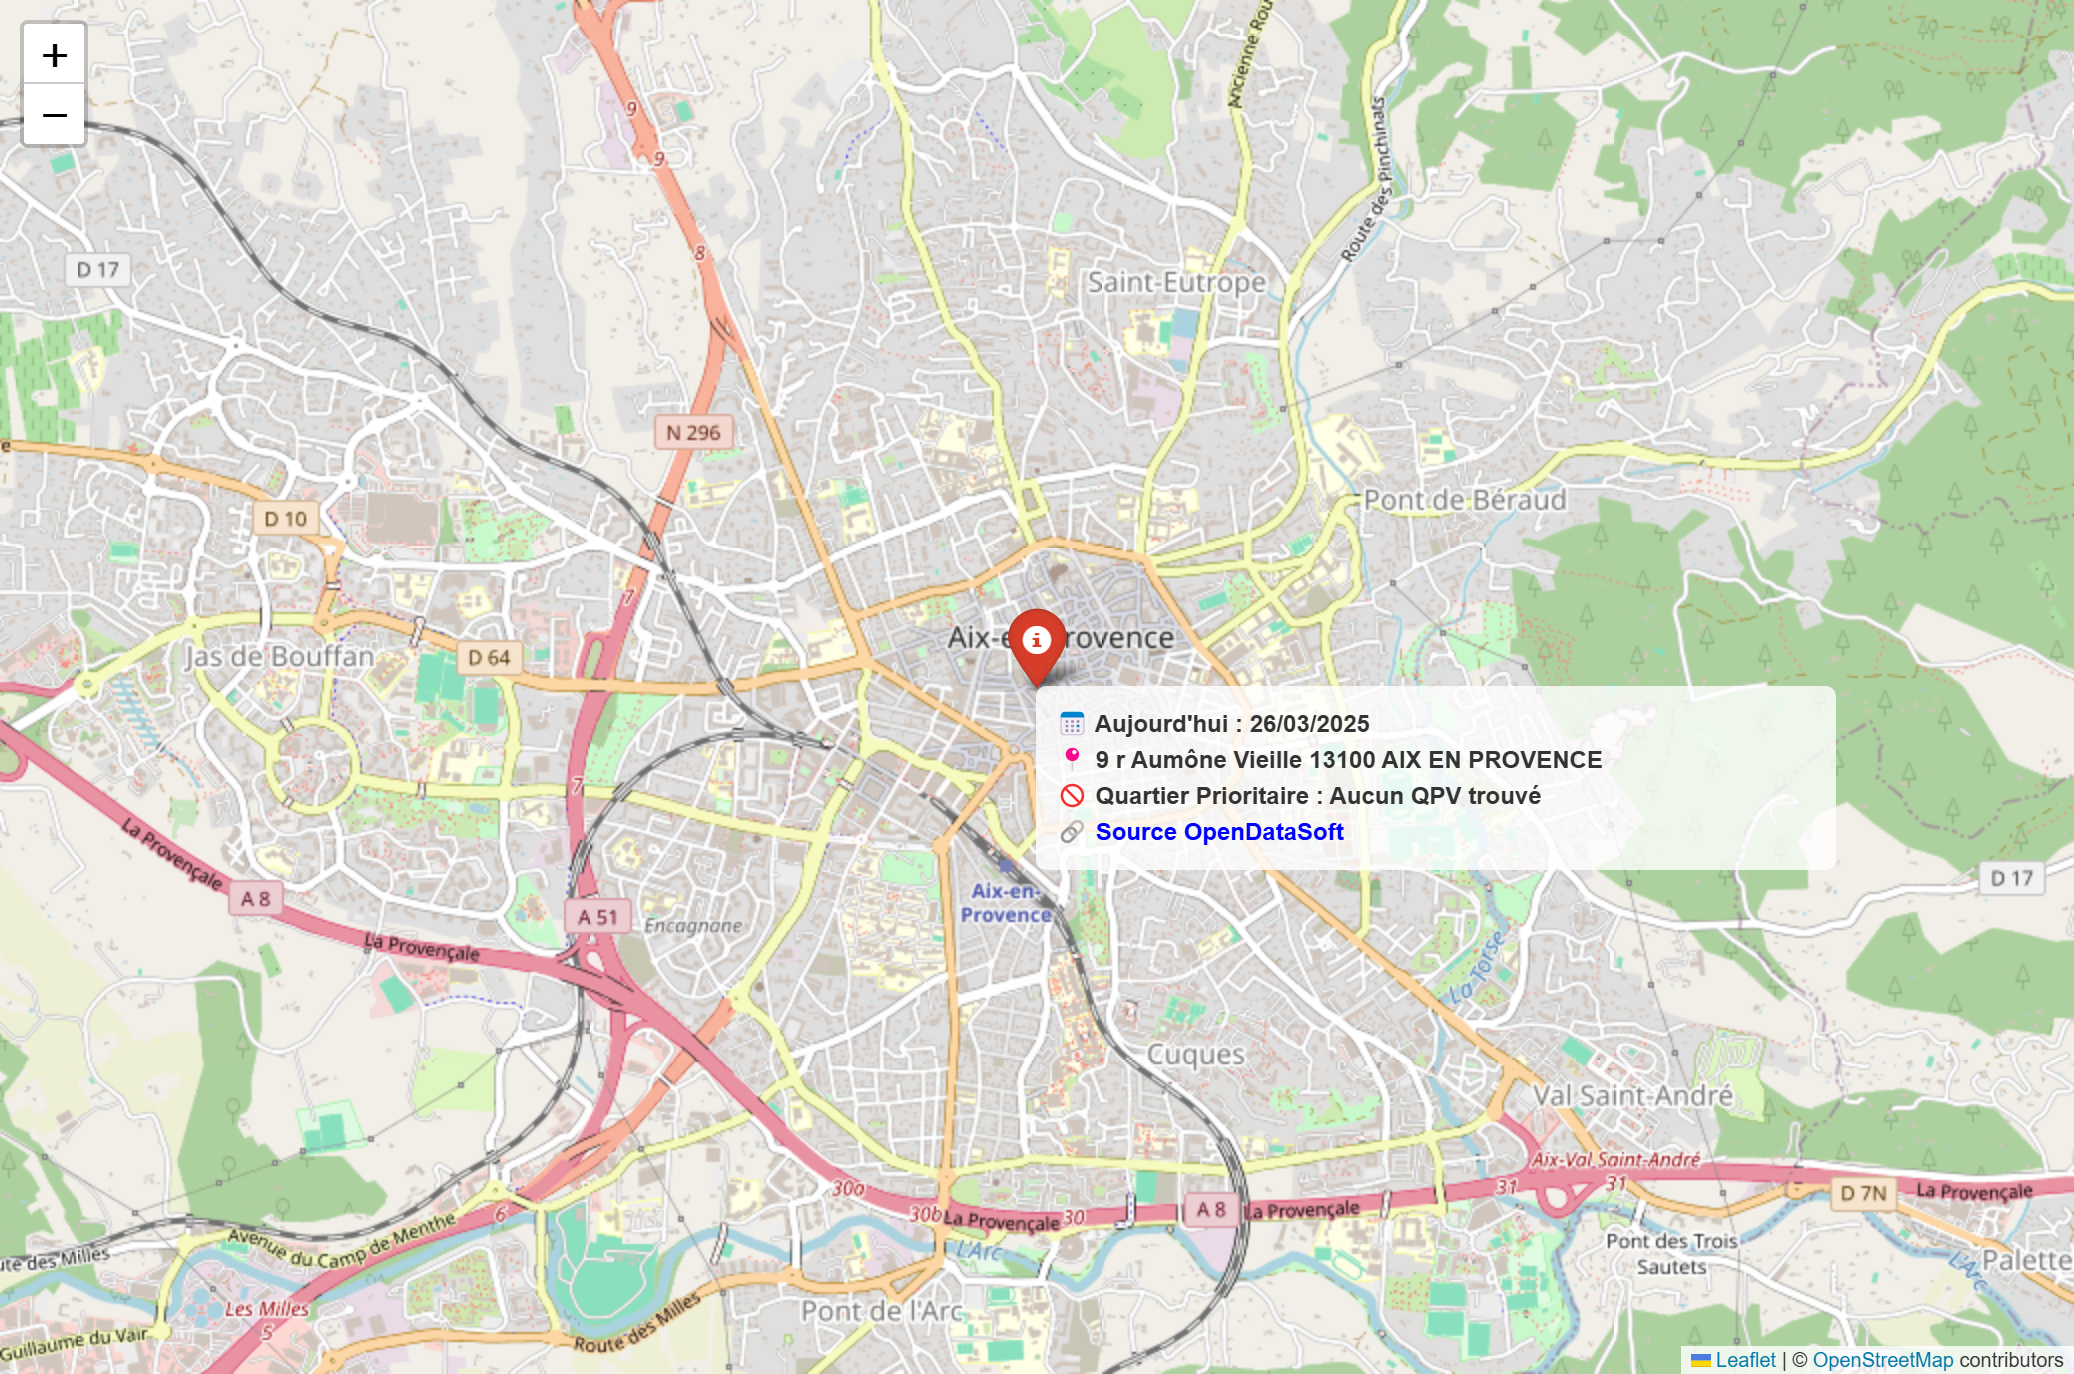 +
−
Ancienne Rou
9
9
Route des Pinchinats
8
D 17
Saint-Eutrope
N 296
e
Pont de Béraud
D 10
7
Aix-e
rovence
Jas de Bouffan
D 64
Aujourd'hui : 26/03/2025
9 r Aumône Vieille 13100 AIX EN PROVENCE
Quartier Prioritaire : Aucun QPV trouvé
Source OpenDataSoft
7
La Provençale
A 8
D 17
Aix-en-
Provence
A 51
Encagnane
La Provençale
La Torse
Cuques
Val Saint-André
Aix-Val Saint-André
30a
31
31
La Provençale
D 7N
6
30b
La Provençale
30
A 8
La Provençale
Avenue du Camp de Menthe
ute des Milles
L'Arc
Pont des Trois
Sautets
L'Arc
Palette
Les Milles
5
Pont de l'Arc
Route des Milles
Guillaume du Vair
Leaflet | © OpenStreetMap contributors